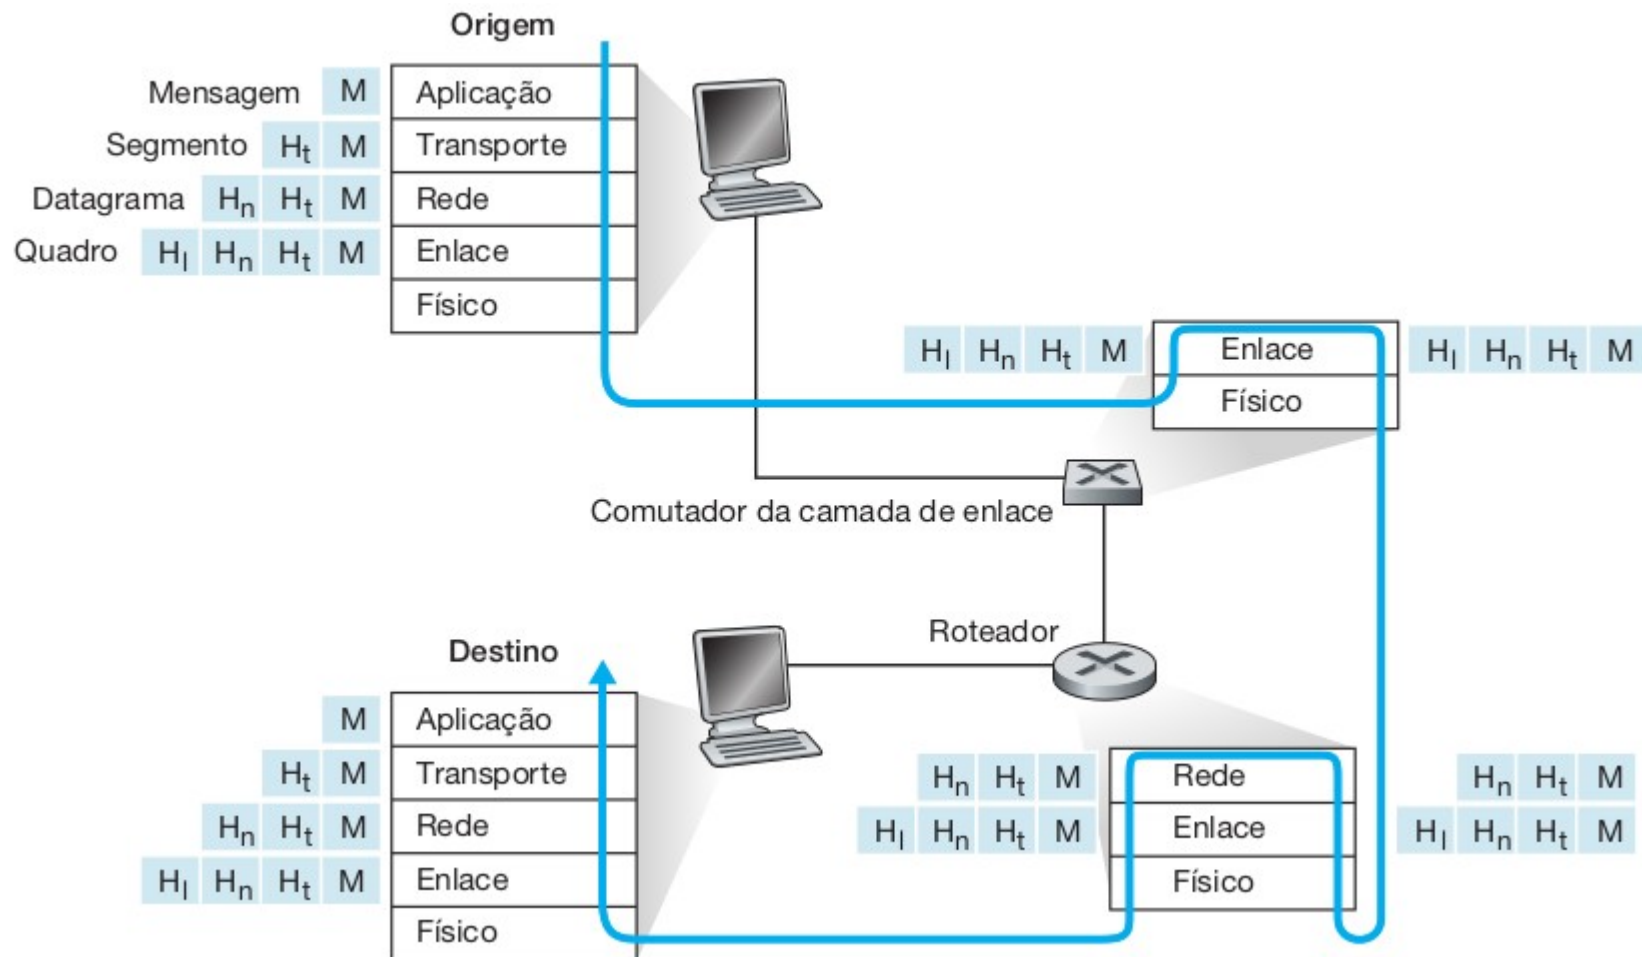 Origem
Mensagem M Aplicação
Segmento Ht M Transporte
Datagrama Hn Ht M Rede
Quadro Hl Hn Ht M Enlace
Físico
Hl Hn Ht M Enlace Hl Hn Ht M
Físico
Comutador da camada de enlace
Roteador
Destino
M Aplicação
Ht M Transporte
Hn Ht M Rede
Hl Hn Ht M Enlace
Físico
Hn Ht M Rede Hn Ht M
Hl Hn Ht M Enlace Hl Hn Ht M
Físico